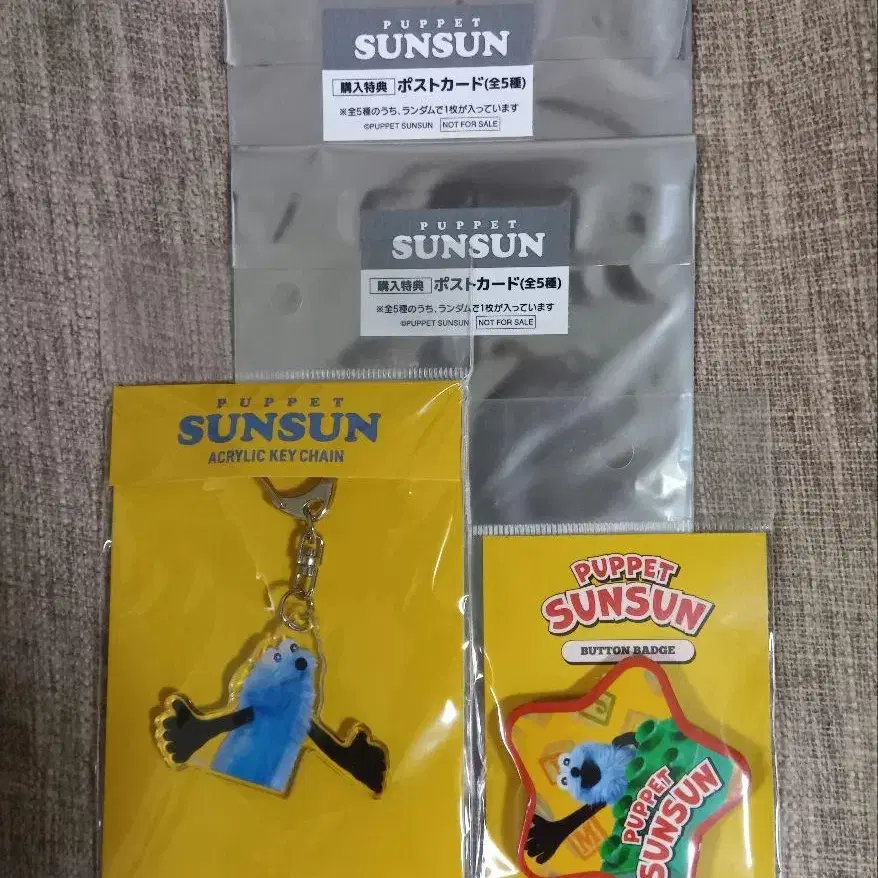 PUPPET
SUNSUN
購入特典 ポストカード(全5種)
※全5種のうち、ランダムで1枚が入っています
©PUPPET SUNSUN NOT FOR SALE
PUPPET
SUNSUN
購入特典 ポストカード(全5種)
※全5種のうち、ランダムで1枚が入っています
©PUPPET SUNSUN NOT FOR SALE
PUPPET
SUNSUN
ACRYLIC KEY CHAIN
PUPPET
SUNSUN
BUTTON BADGE
PUPPET
SUNSUN